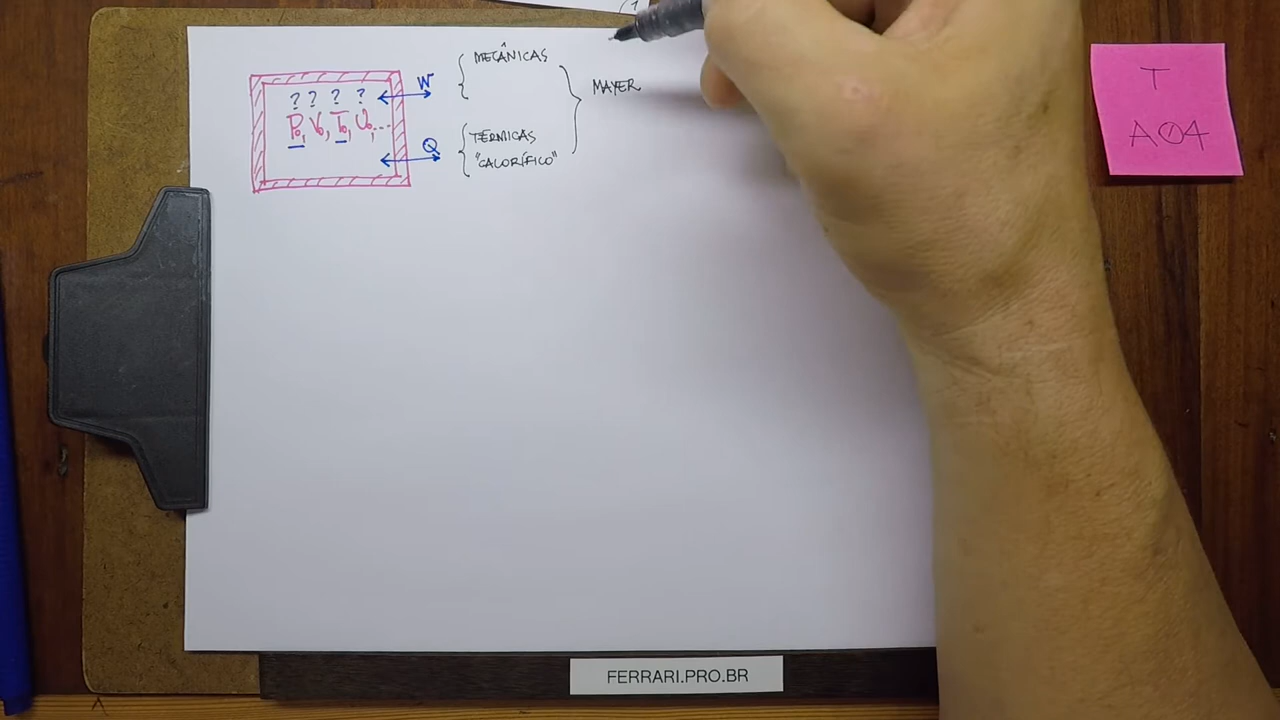 ? ? ? ?
P₀, V₀, T₀, U₀, ...
W
Q
MECÂNICAS
TÉRMICAS
"CALORÍFICO"
MAYER
T
A04
FERRARI.PRO.BR